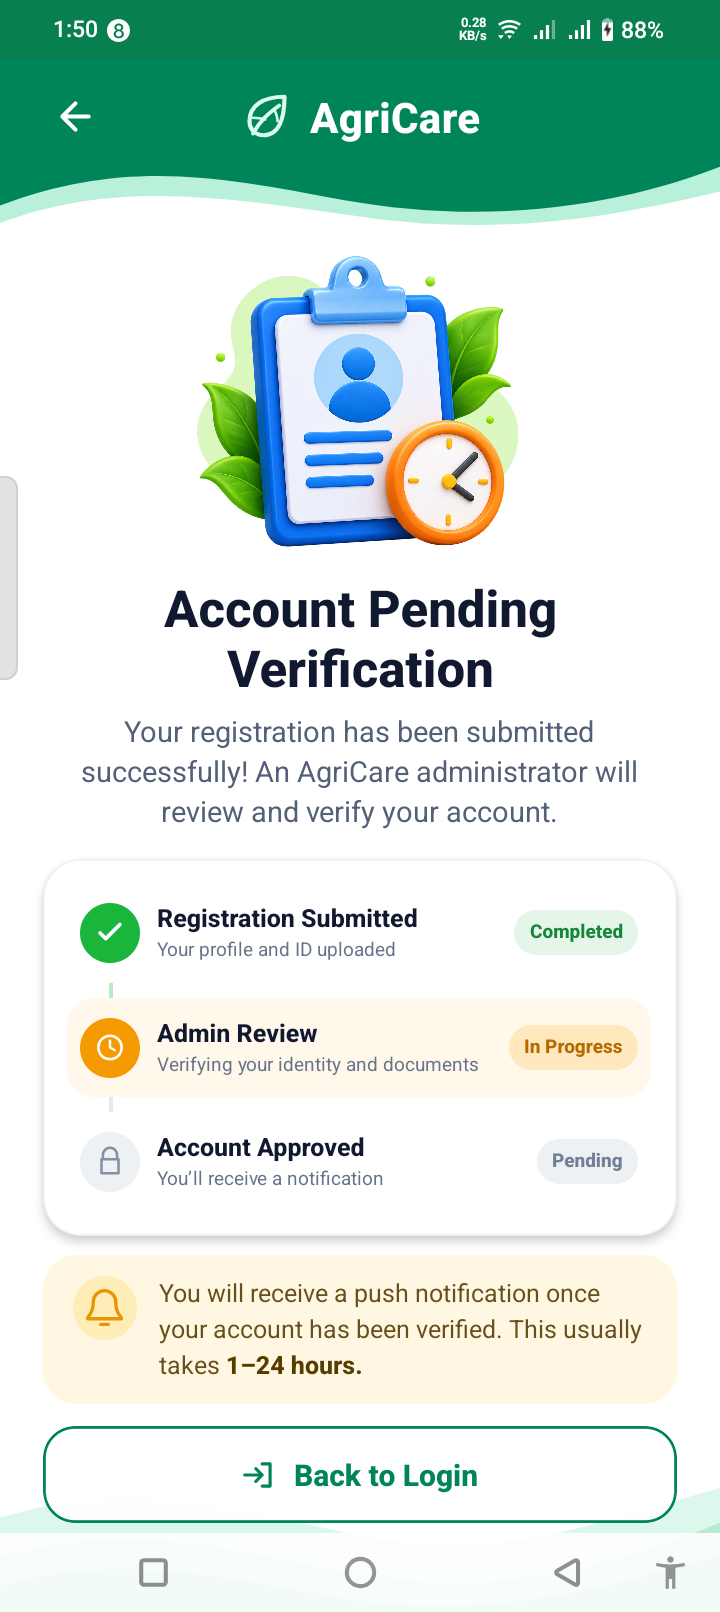 1:50 8 0.28 KB/s 88%
AgriCare
Account Pending
Verification
Your registration has been submitted
successfully! An AgriCare administrator will
review and verify your account.
Registration Submitted
Your profile and ID uploaded
Completed
Admin Review
Verifying your identity and documents
In Progress
Account Approved
You'll receive a notification
Pending
You will receive a push notification once
your account has been verified. This usually
takes 1–24 hours.
Back to Login